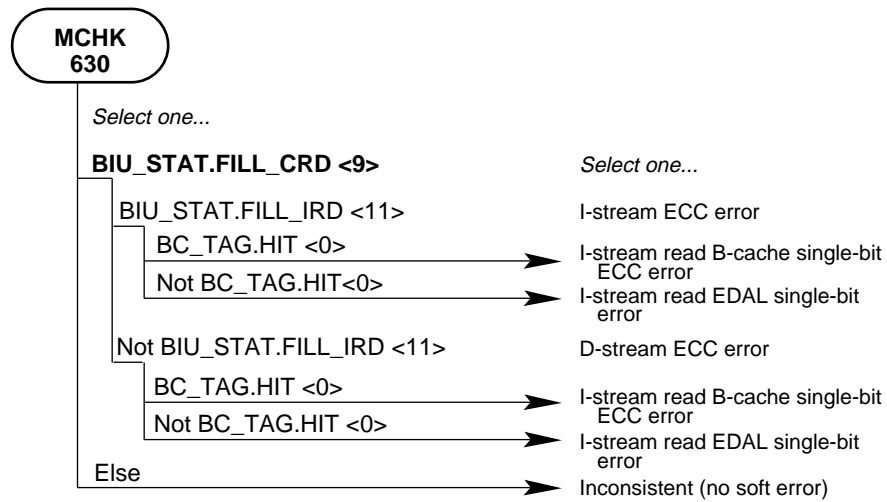 MCHK
630
Select one...
BIU_STAT.FILL_CRD <9>
Select one...
BIU_STAT.FILL_IRD <11>
I-stream ECC error
BC_TAG.HIT <0>
I-stream read B-cache single-bit
ECC error
Not BC_TAG.HIT<0>
I-stream read EDAL single-bit
error
Not BIU_STAT.FILL_IRD <11>
D-stream ECC error
BC_TAG.HIT <0>
I-stream read B-cache single-bit
ECC error
Not BC_TAG.HIT <0>
I-stream read EDAL single-bit
error
Else
Inconsistent (no soft error)